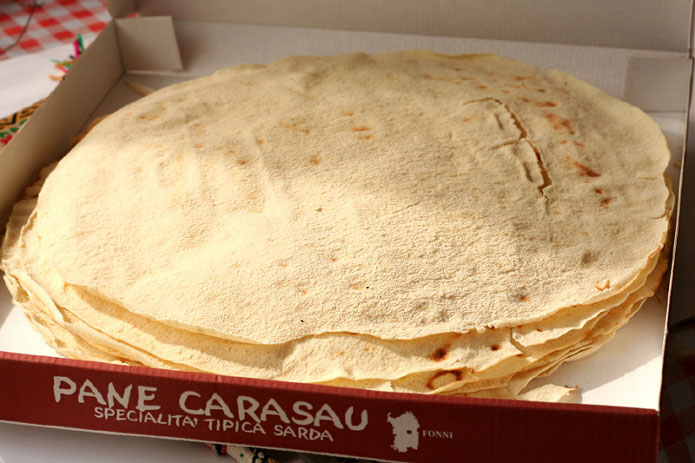 PANE CARASAU
SPECIALITA' TIPICA SARDA
FONNI